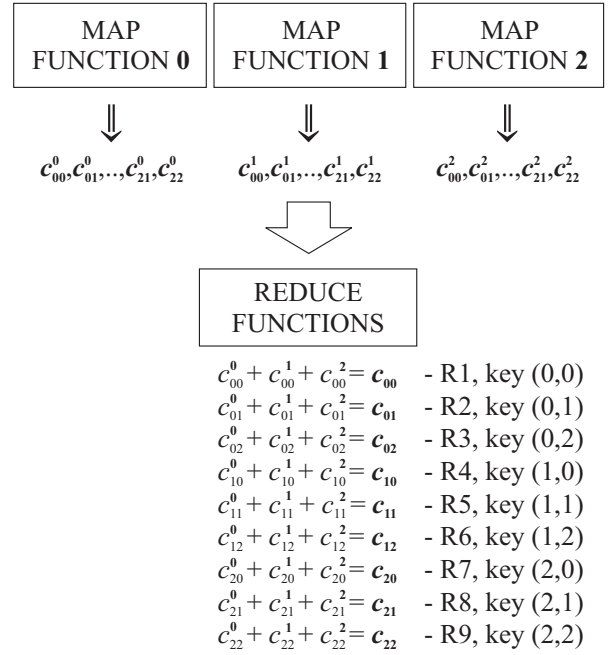 MAP FUNCTION 0
MAP FUNCTION 1
MAP FUNCTION 2
⇓ ⇓ ⇓
c⁰₀₀,c⁰₀₁,..,c⁰₂₁,c⁰₂₂
c¹₀₀,c¹₀₁,..,c¹₂₁,c¹₂₂
c²₀₀,c²₀₁,..,c²₂₁,c²₂₂
REDUCE
FUNCTIONS
c⁰₀₀ + c¹₀₀ + c²₀₀ = c₀₀ - R1, key (0,0)
c⁰₀₁ + c¹₀₁ + c²₀₁ = c₀₁ - R2, key (0,1)
c⁰₀₂ + c¹₀₂ + c²₀₂ = c₀₂ - R3, key (0,2)
c⁰₁₀ + c¹₁₀ + c²₁₀ = c₁₀ - R4, key (1,0)
c⁰₁₁ + c¹₁₁ + c²₁₁ = c₁₁ - R5, key (1,1)
c⁰₁₂ + c¹₁₂ + c²₁₂ = c₁₂ - R6, key (1,2)
c⁰₂₀ + c¹₂₀ + c²₂₀ = c₂₀ - R7, key (2,0)
c⁰₂₁ + c¹₂₁ + c²₂₁ = c₂₁ - R8, key (2,1)
c⁰₂₂ + c¹₂₂ + c²₂₂ = c₂₂ - R9, key (2,2)